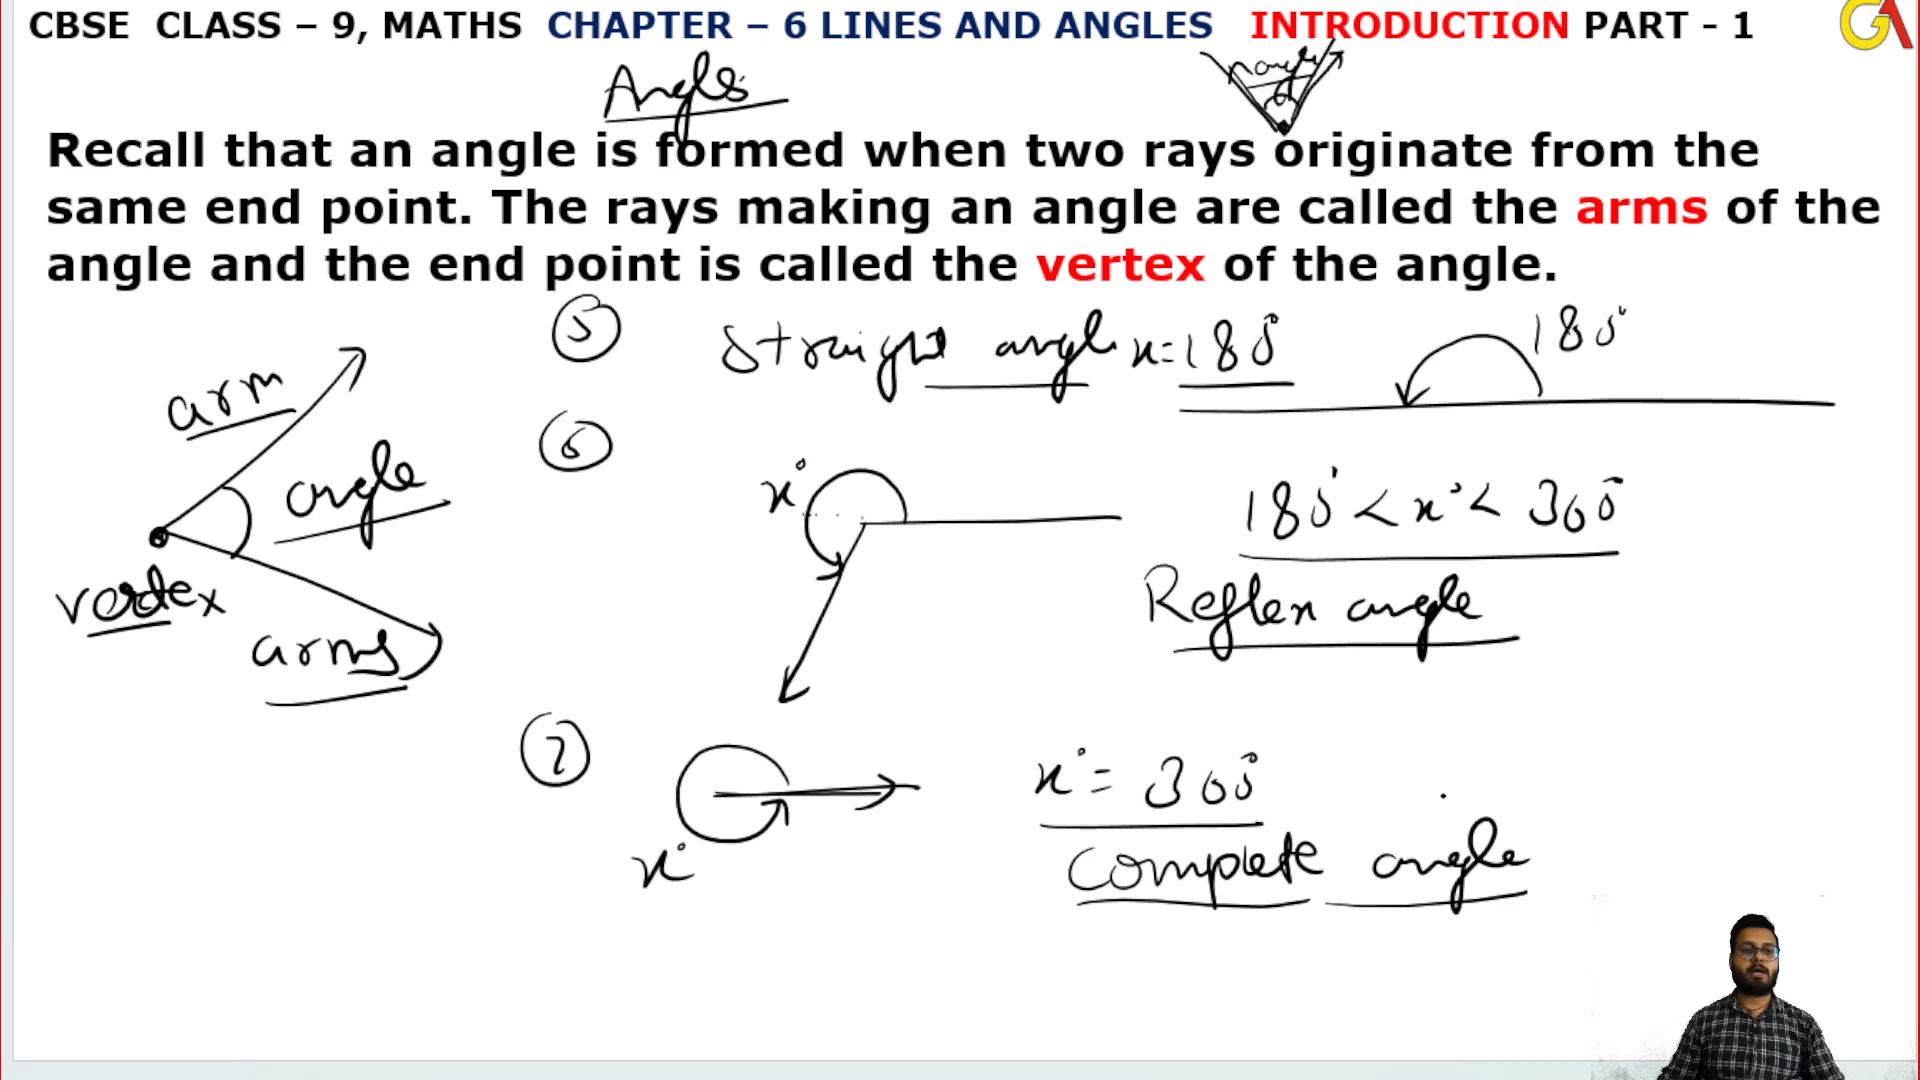 CBSE CLASS – 9, MATHS CHAPTER – 6 LINES AND ANGLES INTRODUCTION PART - 1
GA
Angles
angle
Recall that an angle is formed when two rays originate from the
same end point. The rays making an angle are called the arms of the
angle and the end point is called the vertex of the angle.
5 Straight angle x = 180° 180°
arm
angle
vertex
arms
6 x° 180° < x° < 360°
Reflex angle
7 x° = 360°
x°
Complete angle